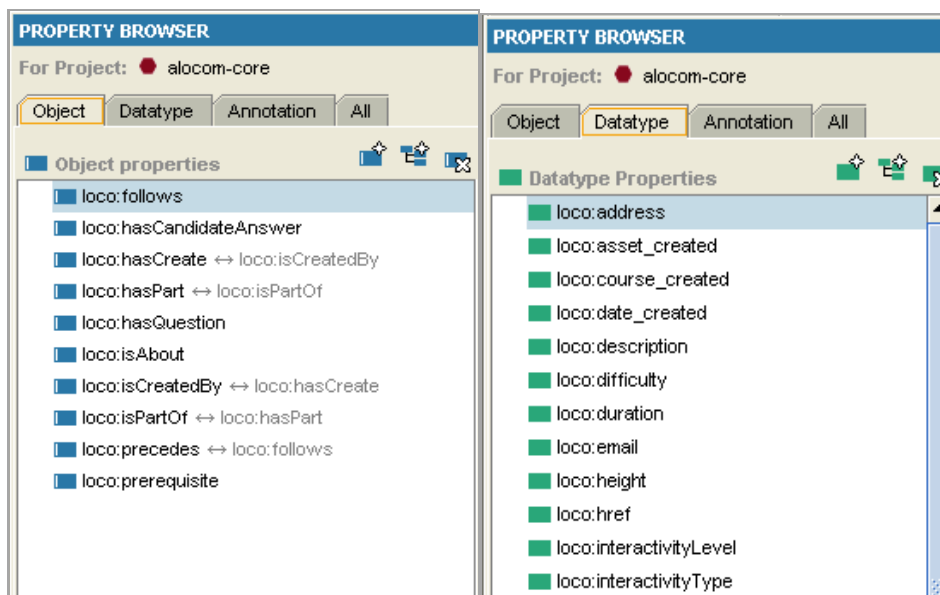 PROPERTY BROWSER
For Project: alocom-core
Object Datatype Annotation All
Object properties
loco:follows
loco:hasCandidateAnswer
loco:hasCreate ↔ loco:isCreatedBy
loco:hasPart ↔ loco:isPartOf
loco:hasQuestion
loco:isAbout
loco:isCreatedBy ↔ loco:hasCreate
loco:isPartOf ↔ loco:hasPart
loco:precedes ↔ loco:follows
loco:prerequisite
PROPERTY BROWSER
For Project: alocom-core
Object Datatype Annotation All
Datatype Properties
loco:address
loco:asset_created
loco:course_created
loco:date_created
loco:description
loco:difficulty
loco:duration
loco:email
loco:height
loco:href
loco:interactivityLevel
loco:interactivityType